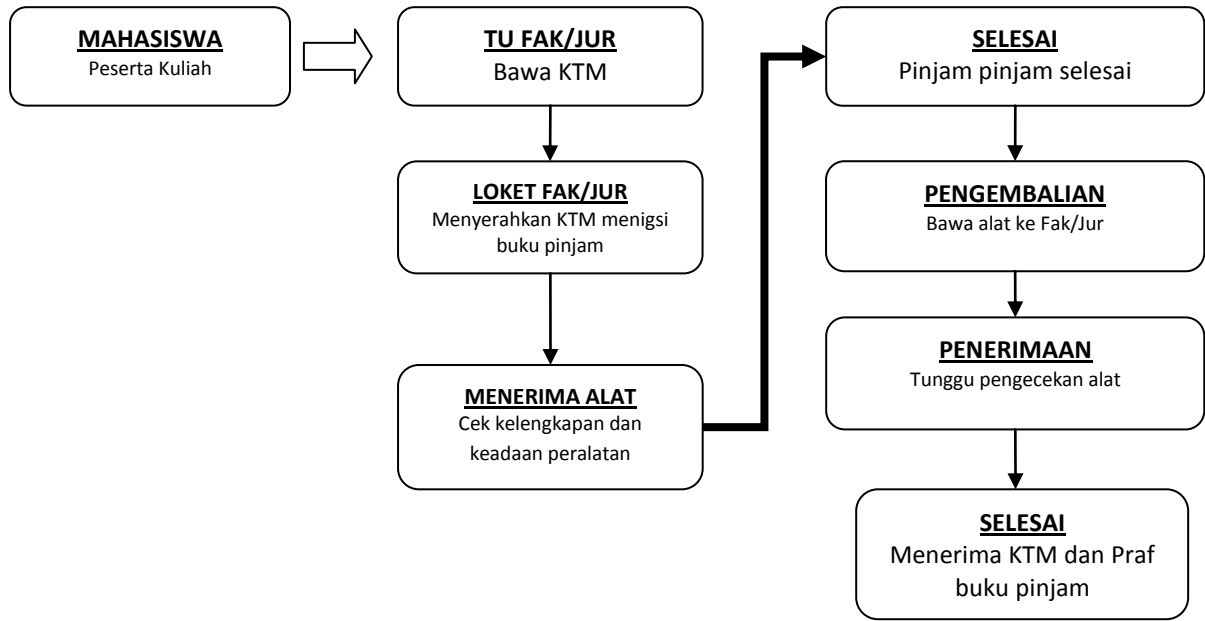 MAHASISWA
Peserta Kuliah
TU FAK/JUR
Bawa KTM
LOKET FAK/JUR
Menyerahkan KTM menigsi
buku pinjam
MENERIMA ALAT
Cek kelengkapan dan
keadaan peralatan
SELESAI
Pinjam pinjam selesai
PENGEMBALIAN
Bawa alat ke Fak/Jur
PENERIMAAN
Tunggu pengecekan alat
SELESAI
Menerima KTM dan Praf
buku pinjam